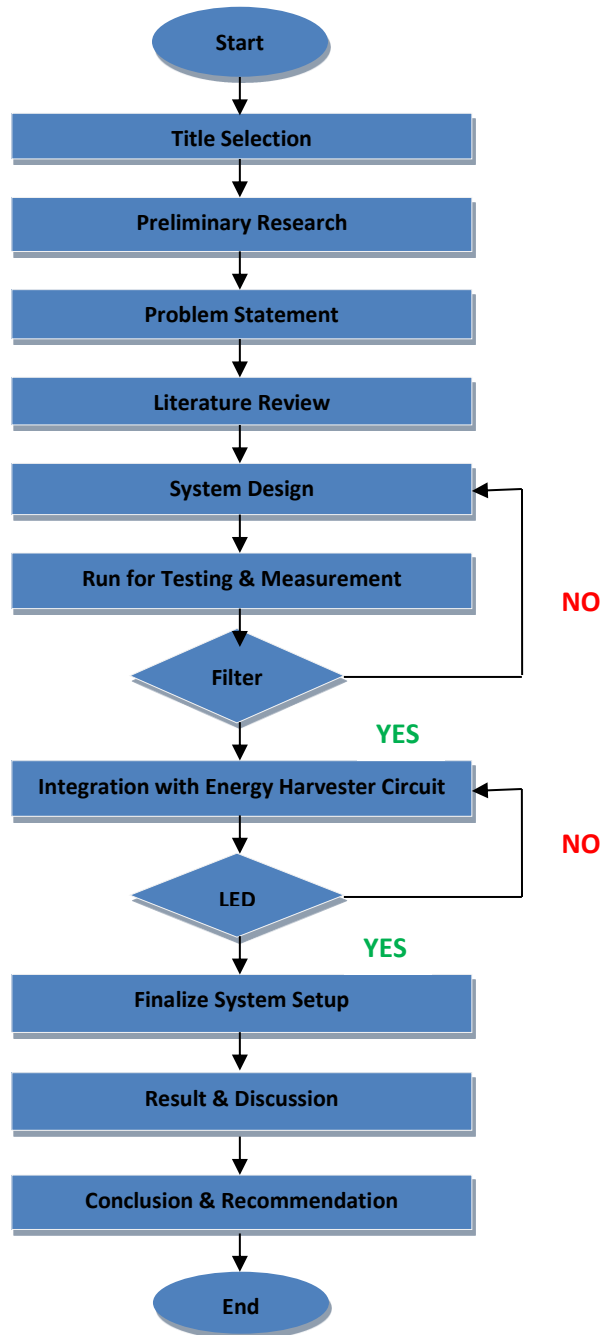 Start
Title Selection
Preliminary Research
Problem Statement
Literature Review
System Design
Run for Testing & Measurement
NO
Filter
YES
Integration with Energy Harvester Circuit
NO
LED
YES
Finalize System Setup
Result & Discussion
Conclusion & Recommendation
End